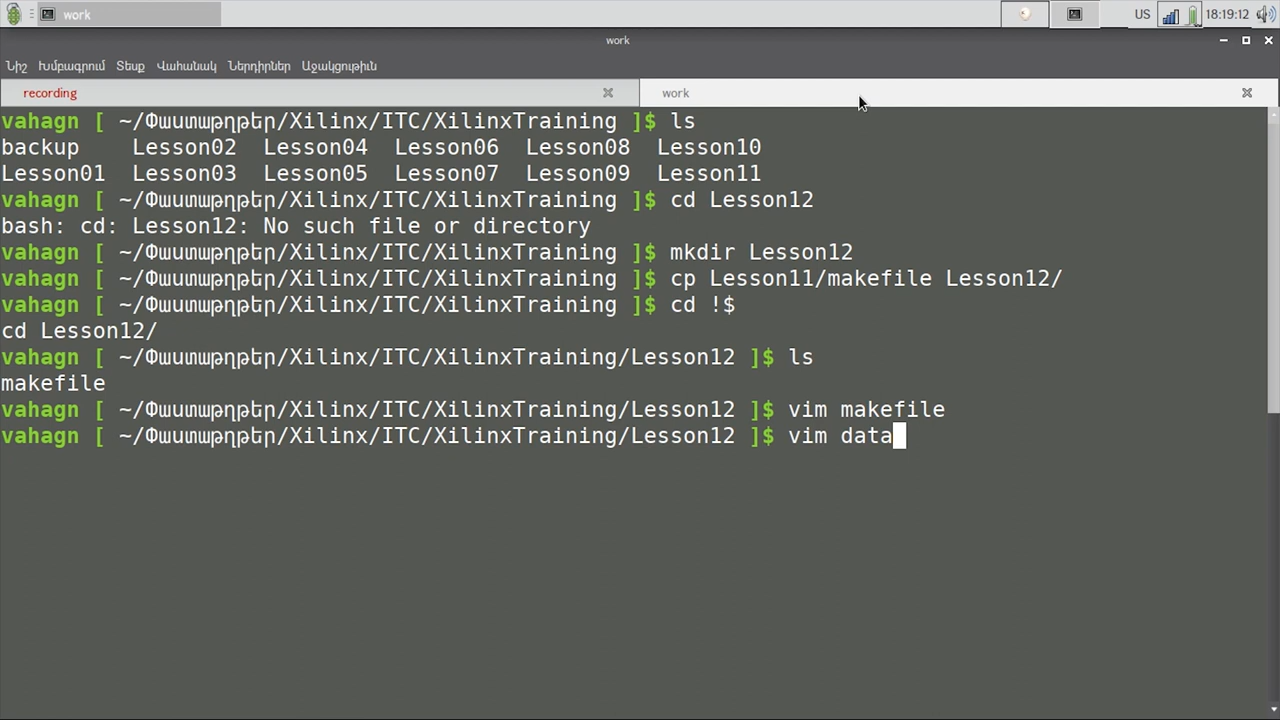 work
US
18:19:12
work
Նիշ Խմբագրում Տեսք Վահանակ Ներդիրներ Աջակցութիւն
recording
work
vahagn [ ~/Փաստաթղթեր/Xilinx/ITC/XilinxTraining ]$ ls
backup Lesson02 Lesson04 Lesson06 Lesson08 Lesson10
Lesson01 Lesson03 Lesson05 Lesson07 Lesson09 Lesson11
vahagn [ ~/Փաստաթղթեր/Xilinx/ITC/XilinxTraining ]$ cd Lesson12
bash: cd: Lesson12: No such file or directory
vahagn [ ~/Փաստաթղթեր/Xilinx/ITC/XilinxTraining ]$ mkdir Lesson12
vahagn [ ~/Փաստաթղթեր/Xilinx/ITC/XilinxTraining ]$ cp Lesson11/makefile Lesson12/
vahagn [ ~/Փաստաթղթեր/Xilinx/ITC/XilinxTraining ]$ cd !$
cd Lesson12/
vahagn [ ~/Փաստաթղթեր/Xilinx/ITC/XilinxTraining/Lesson12 ]$ ls
makefile
vahagn [ ~/Փաստաթղթեր/Xilinx/ITC/XilinxTraining/Lesson12 ]$ vim makefile
vahagn [ ~/Փաստաթղթեր/Xilinx/ITC/XilinxTraining/Lesson12 ]$ vim data